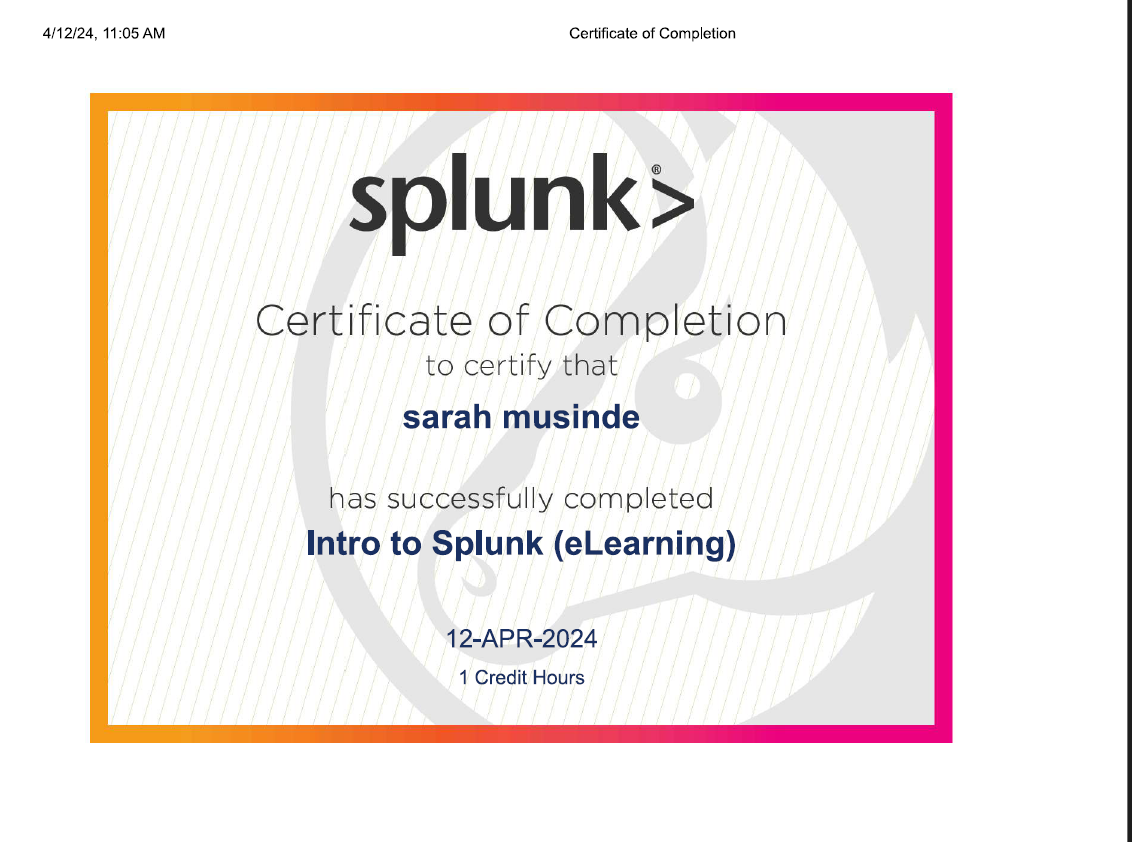 4/12/24, 11:05 AM Certificate of Completion
splunk>®
Certificate of Completion
to certify that
sarah musinde
has successfully completed
Intro to Splunk (eLearning)
12-APR-2024
1 Credit Hours